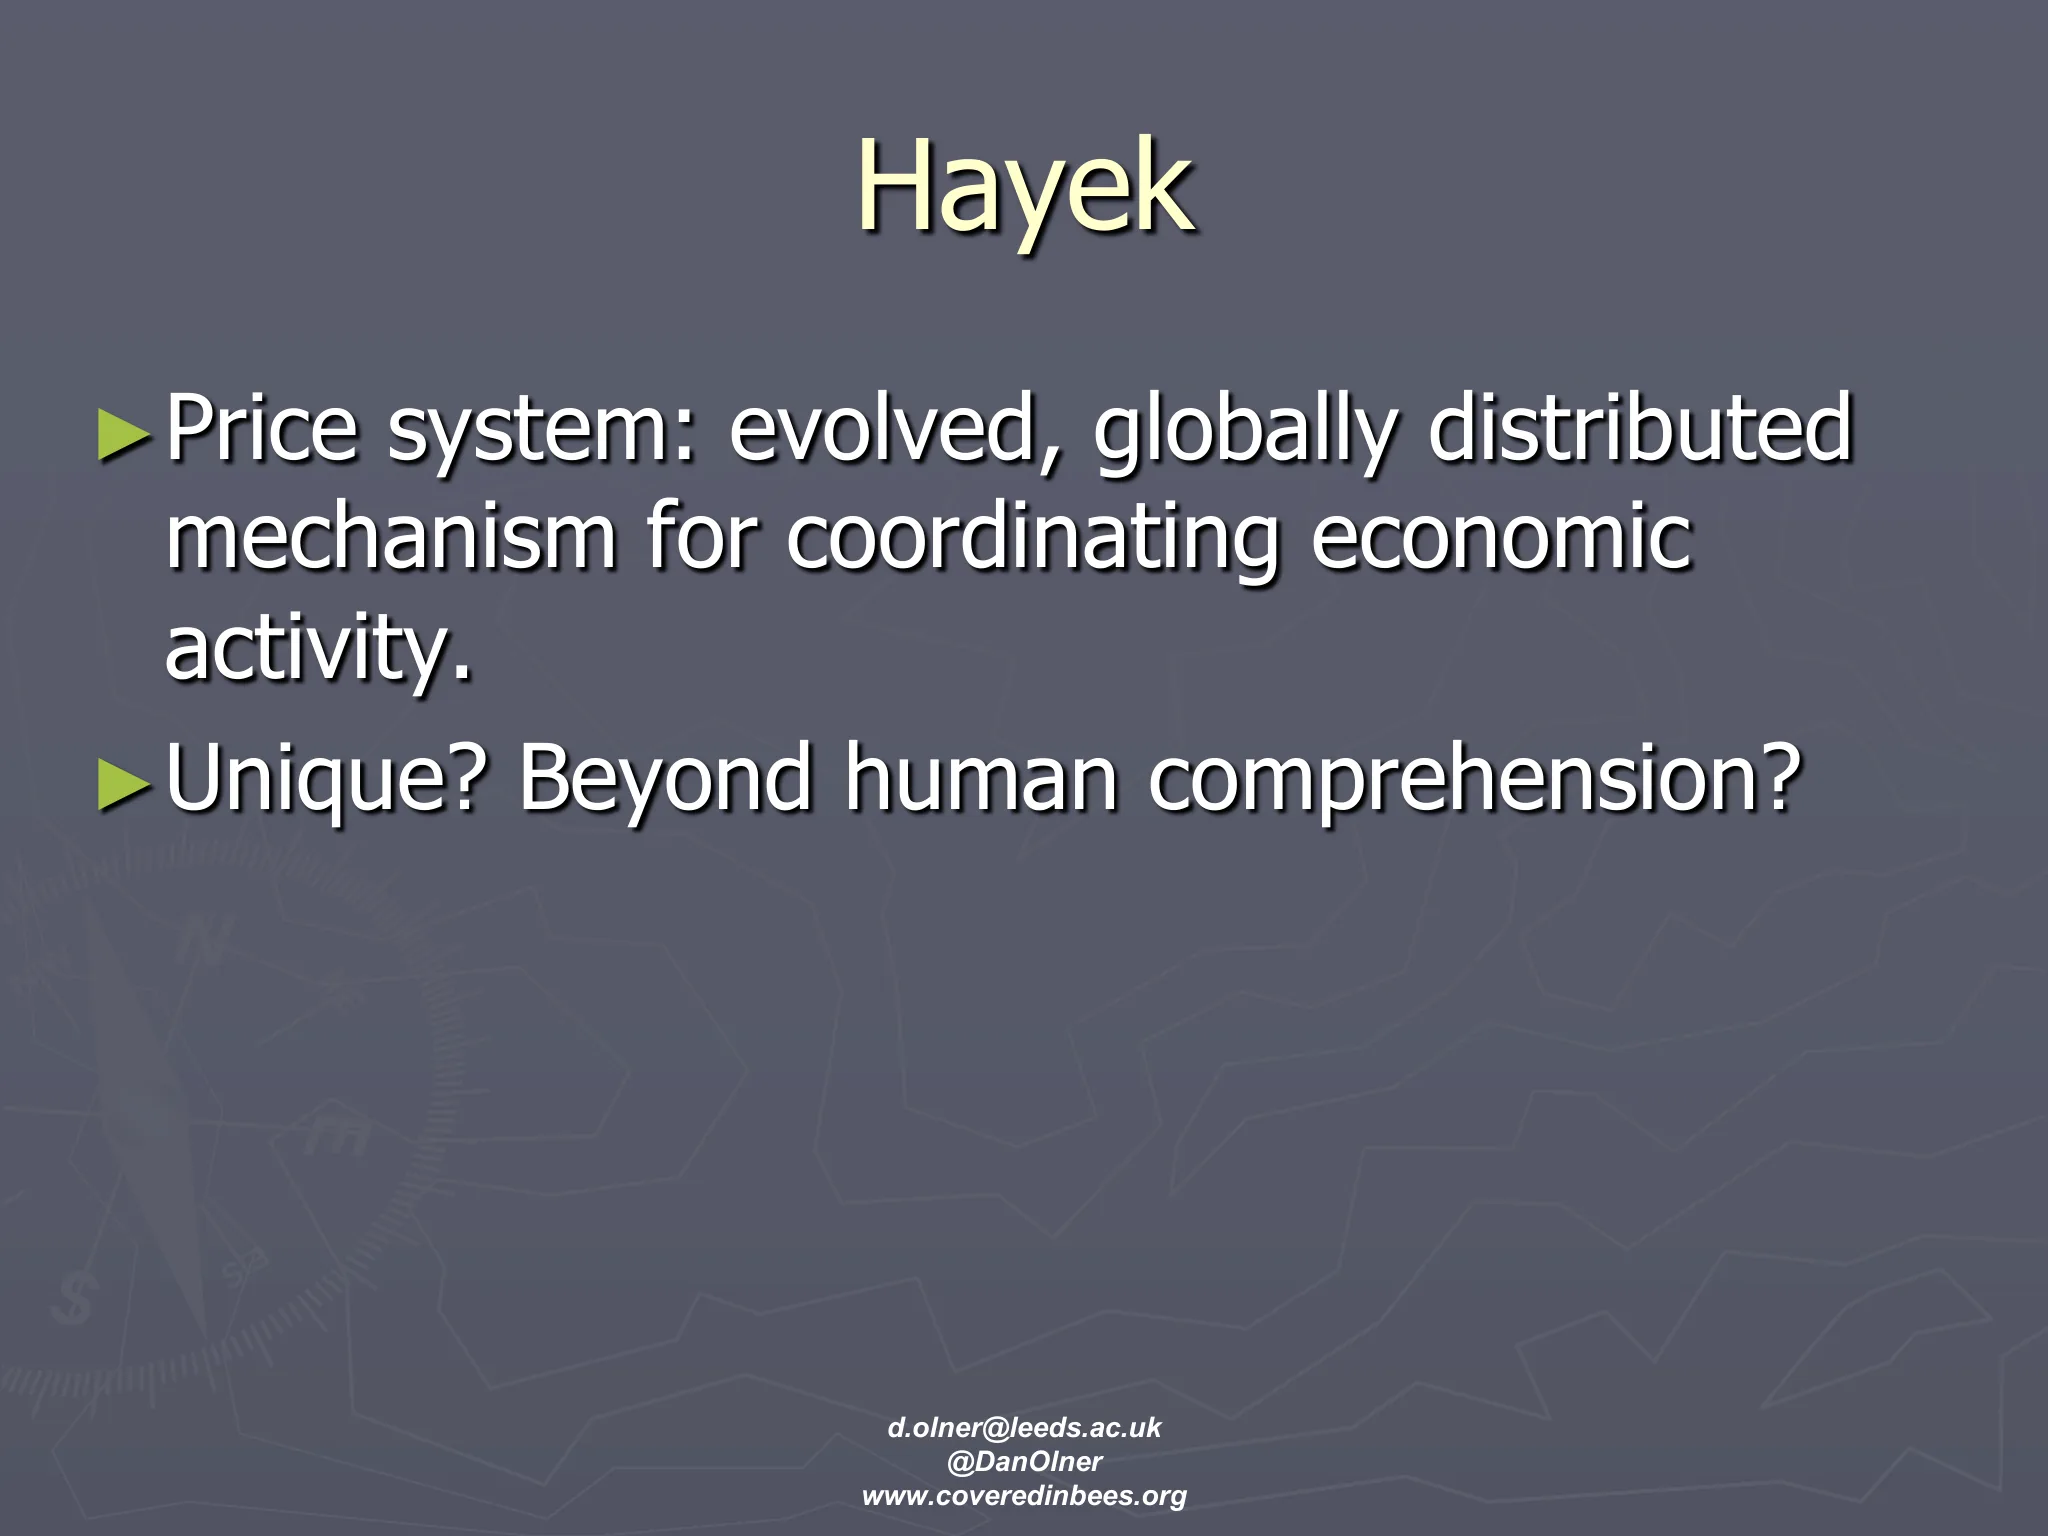 Hayek
►Price system: evolved, globally distributed
mechanism for coordinating economic
activity.
►Unique? Beyond human comprehension?
N
E
SE
S
d.olner@leeds.ac.uk
@DanOlner
www.coveredinbees.org